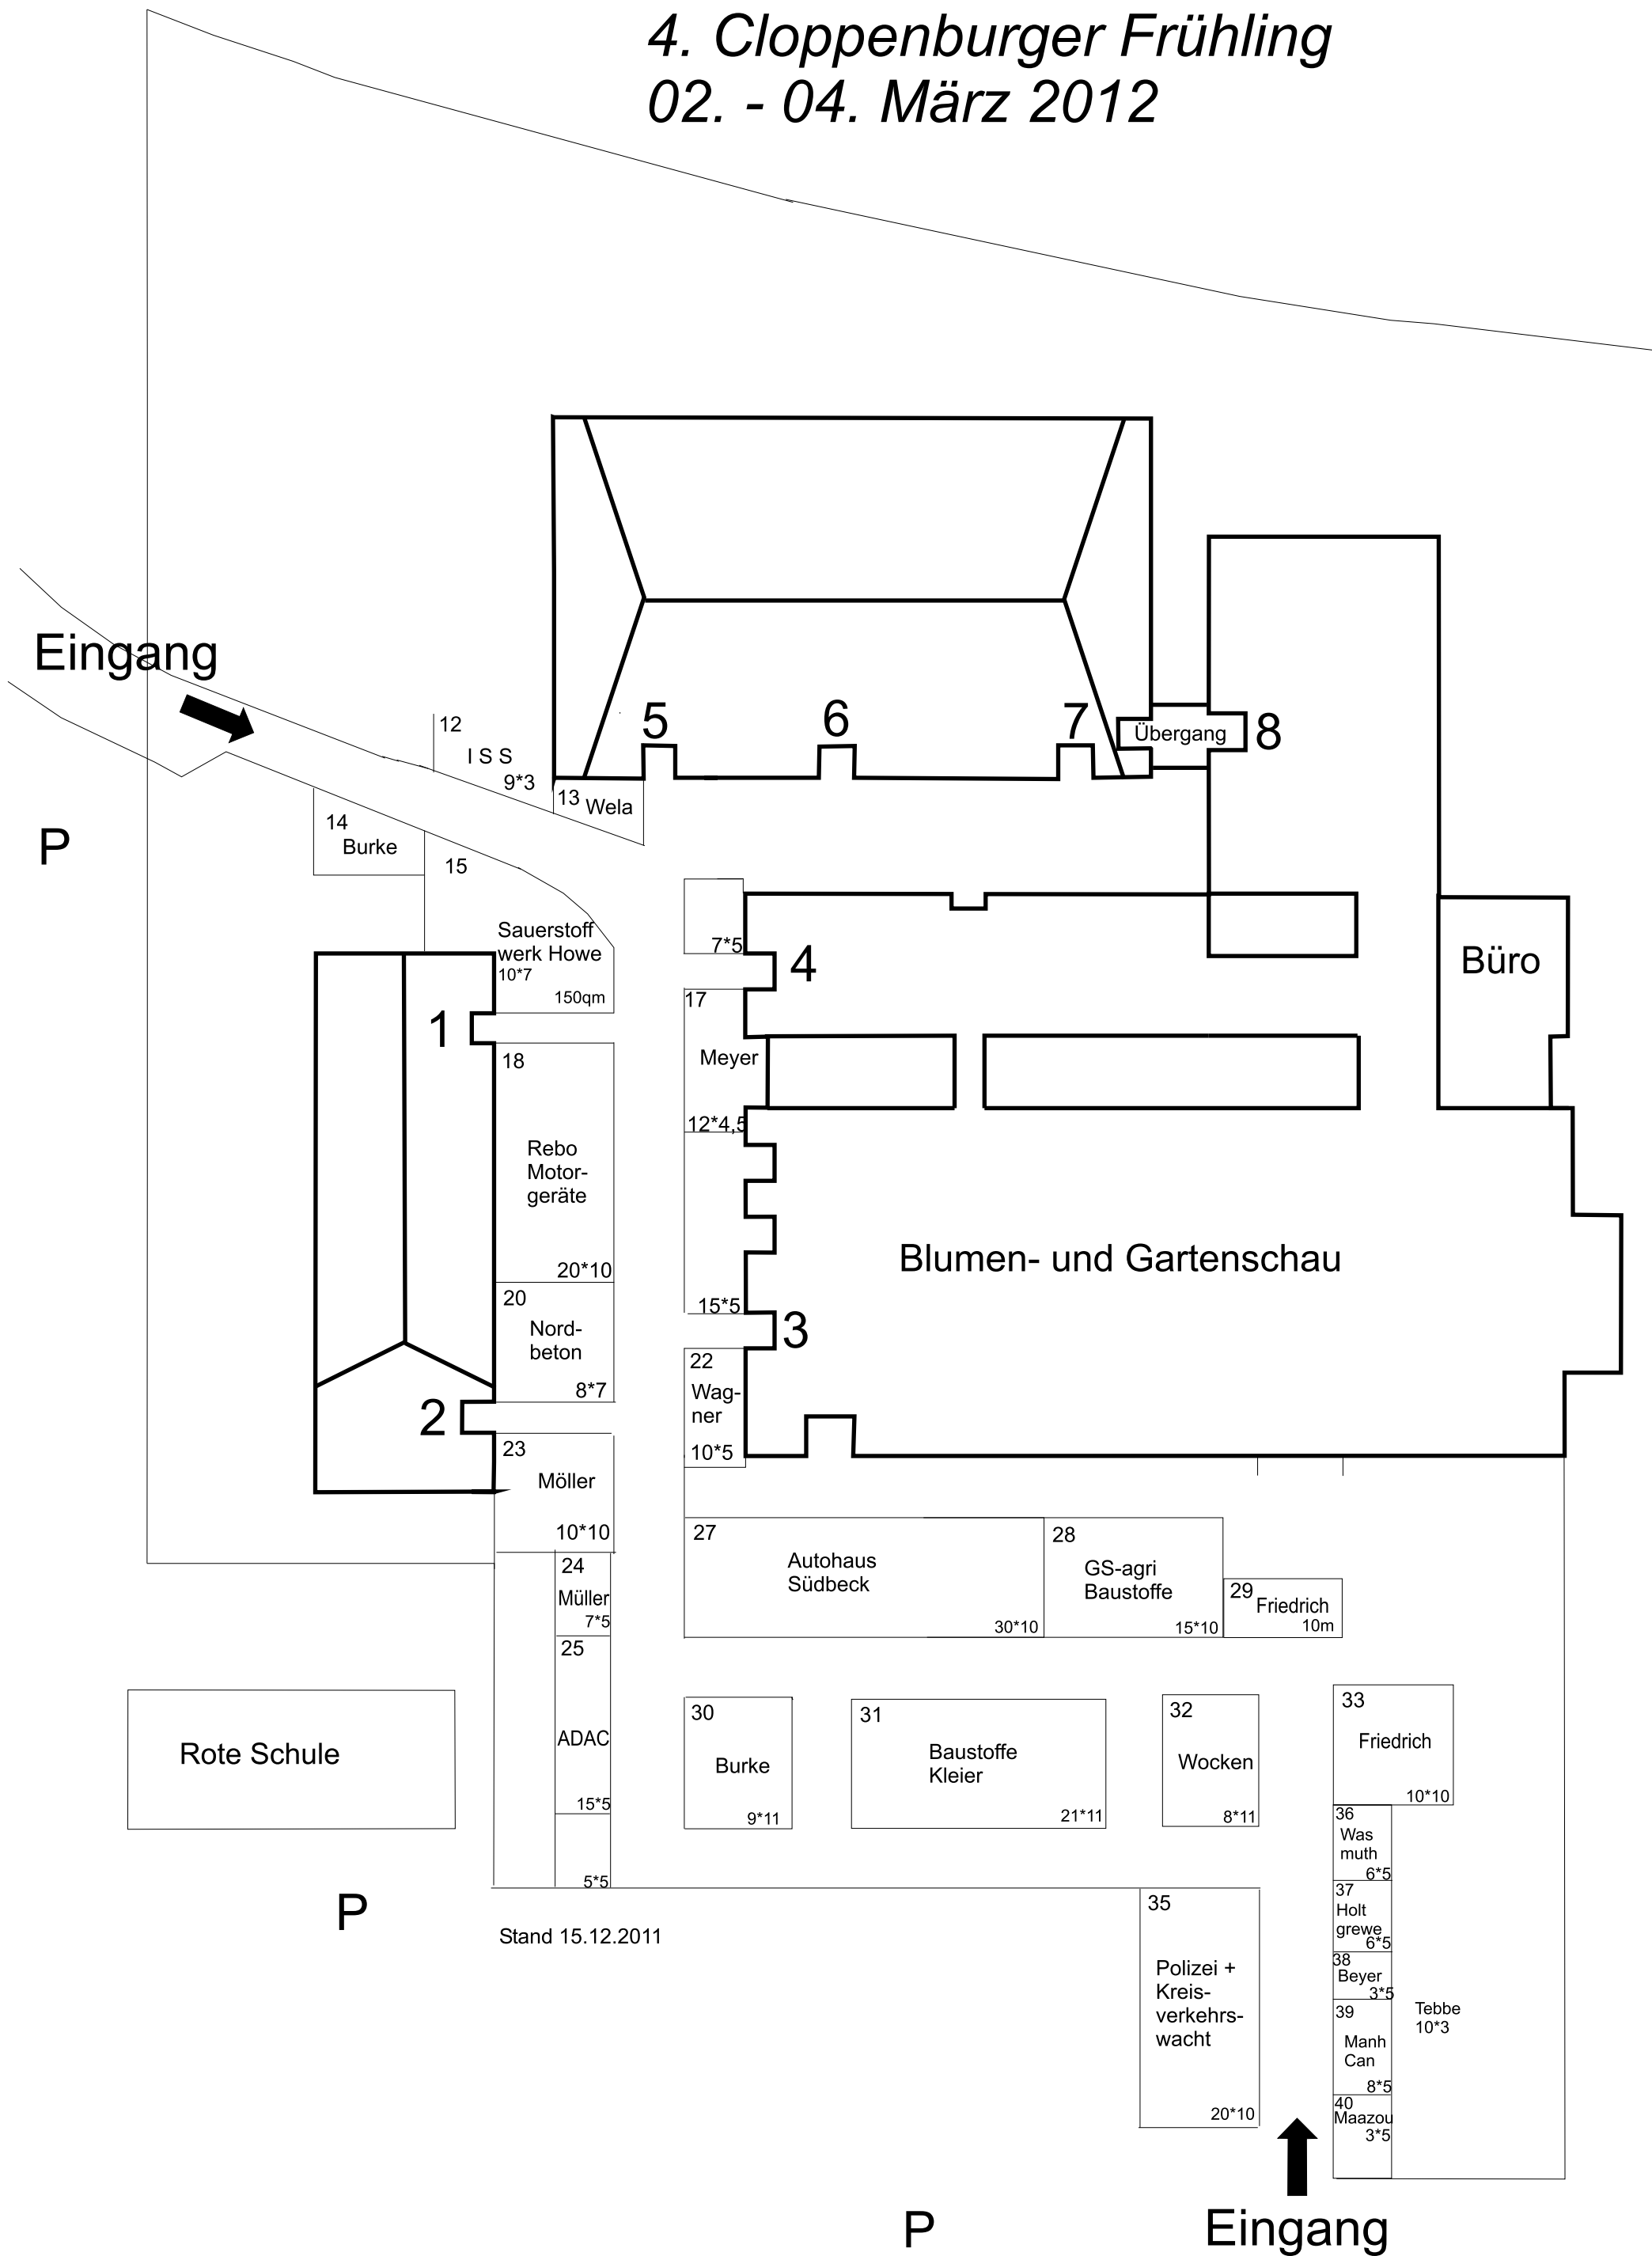 4. Cloppenburger Frühling
02. - 04. März 2012
Eingang
12
I S S
9*3
13
Wela
5
6
7
Übergang
8
P
14
Burke
15
Sauerstoff
werk Howe
10*7
150qm
7*5
4
Büro
1
17
Meyer
12*4,5
18
Rebo
Motor-
geräte
20*10
Blumen- und Gartenschau
15*5
3
20
Nord-
beton
8*7
22
Wag-
ner
10*5
2
23
Möller
10*10
24
Müller
7*5
25
ADAC
15*5
5*5
27
Autohaus
Südbeck
30*10
28
GS-agri
Baustoffe
15*10
29
Friedrich
10m
Rote Schule
30
Burke
9*11
31
Baustoffe
Kleier
21*11
32
Wocken
8*11
33
Friedrich
10*10
36
Was
muth
6*5
37
Holt
grewe
6*5
38
Beyer
3*5
39
Manh
Can
8*5
40
Maazou
3*5
Tebbe
10*3
P
Stand 15.12.2011
35
Polizei +
Kreis-
verkehrs-
wacht
20*10
P
Eingang